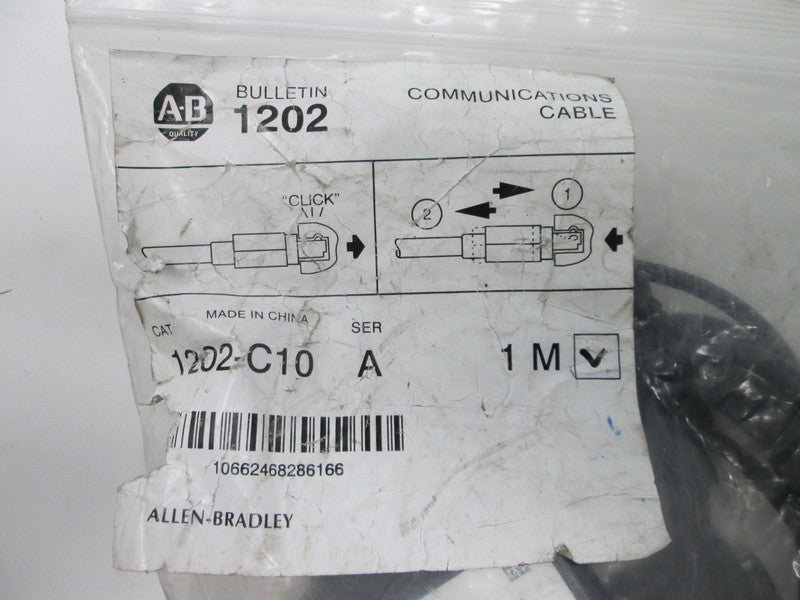 A-B
QUALITY
BULLETIN
1202
COMMUNICATIONS
CABLE
"CLICK"
2
1
MADE IN CHINA
CAT
SER
1202-C10
A
1 M
10662468286166
ALLEN-BRADLEY